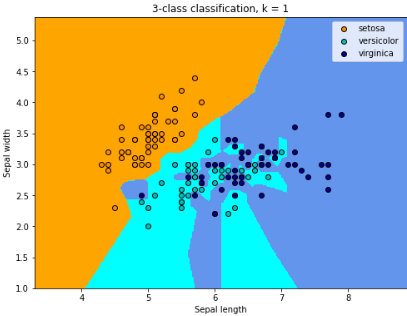 3-class classification, k = 1
setosa
versicolor
virginica
Sepal width
5.0
4.5
4.0
3.5
3.0
2.5
2.0
1.5
1.0
4 5 6 7 8
Sepal length